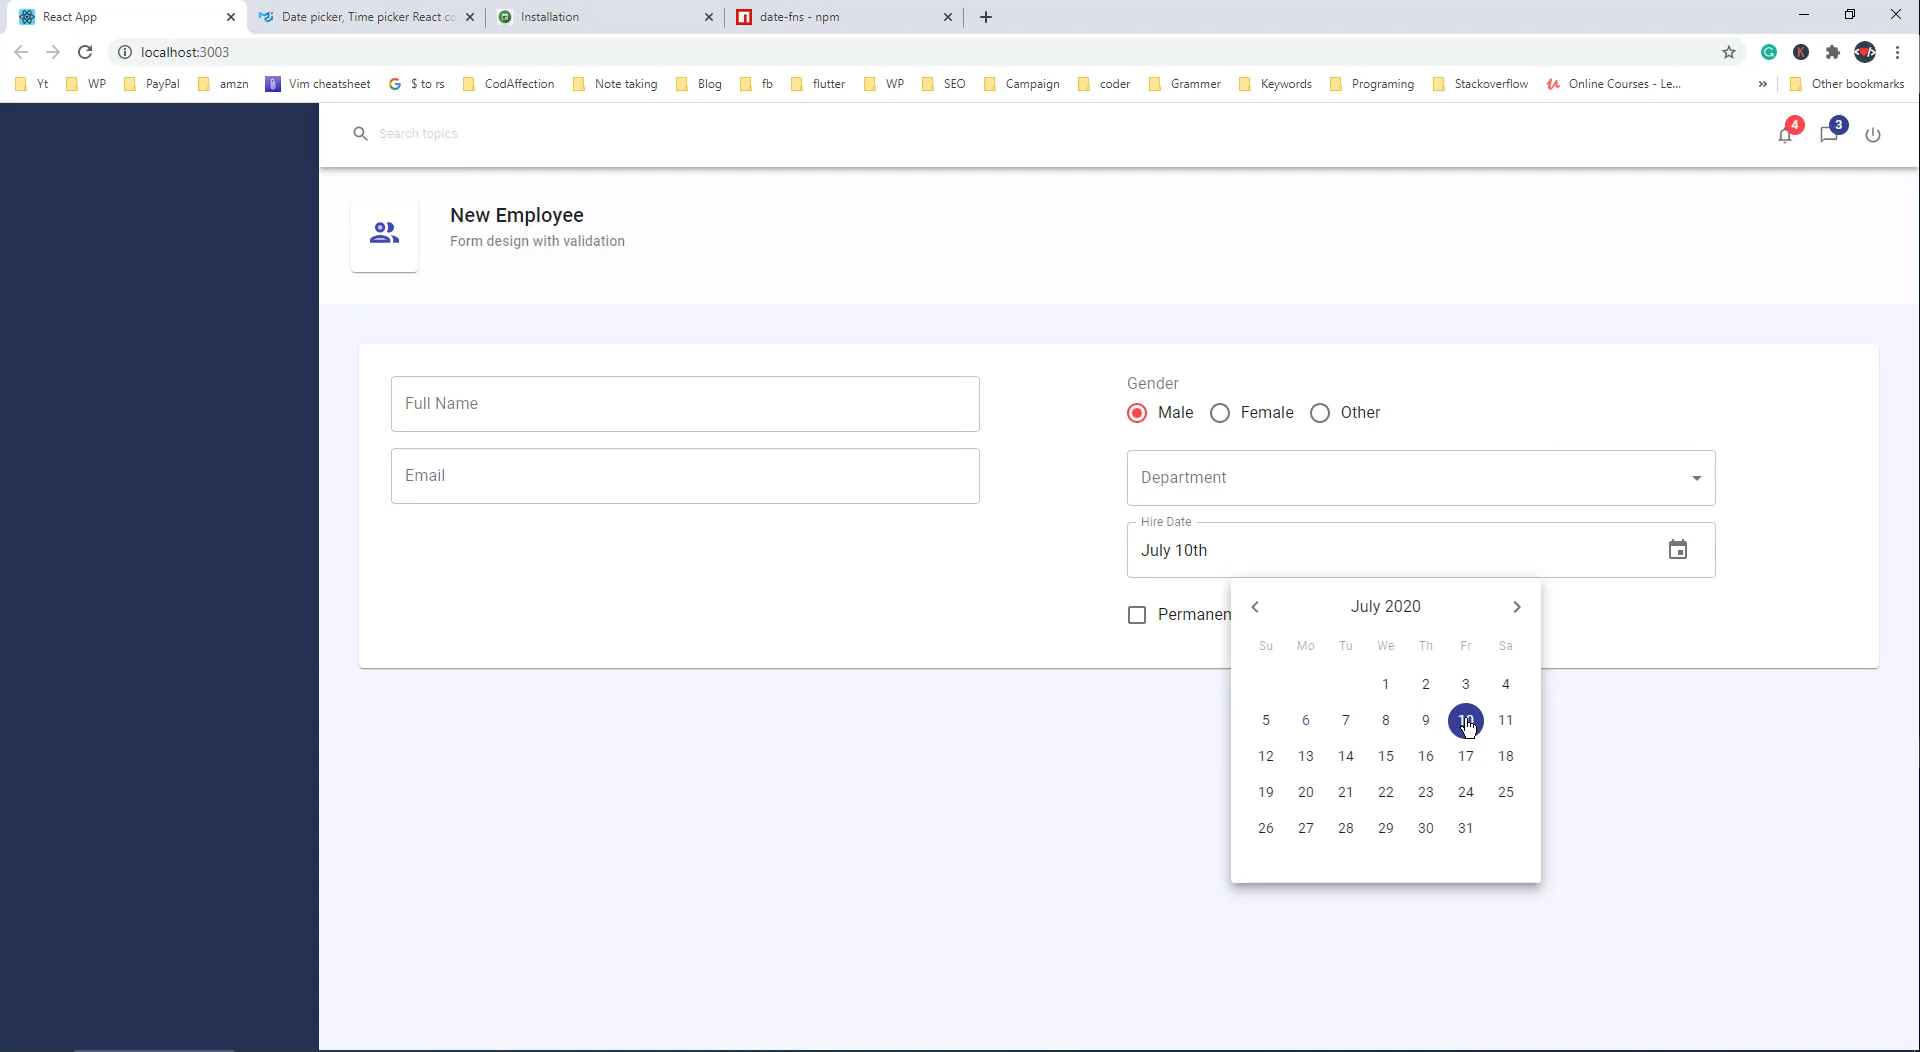 React App
Date picker, Time picker React co
Installation
date-fns - npm
localhost:3003
Yt
WP
PayPal
amzn
Vim cheatsheet
$ to rs
CodAffection
Note taking
Blog
fb
flutter
WP
SEO
Campaign
coder
Grammer
Keywords
Programing
Stackoverflow
Online Courses - Le...
Other bookmarks
Search topics
4
3
New Employee
Form design with validation
Full Name
Email
Gender
Male Female Other
Department
Hire Date
July 10th
Permanen
July 2020
Su Mo Tu We Th Fr Sa
1 2 3 4
5 6 7 8 9 10 11
12 13 14 15 16 17 18
19 20 21 22 23 24 25
26 27 28 29 30 31